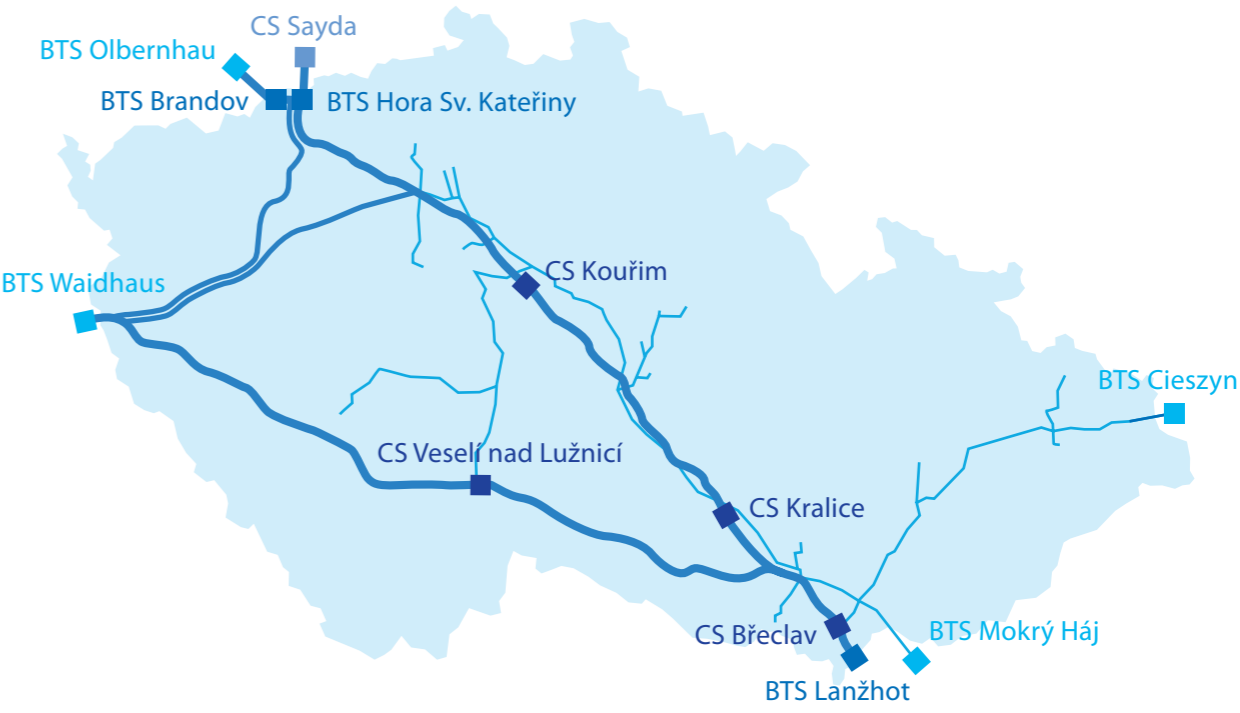 CS Sayda
BTS Olbernhau
BTS Brandov
BTS Hora Sv. Kateřiny
CS Kouřim
BTS Waidhaus
BTS Cieszyn
CS Veselí nad Lužnicí
CS Kralice
CS Břeclav
BTS Mokrý Háj
BTS Lanžhot